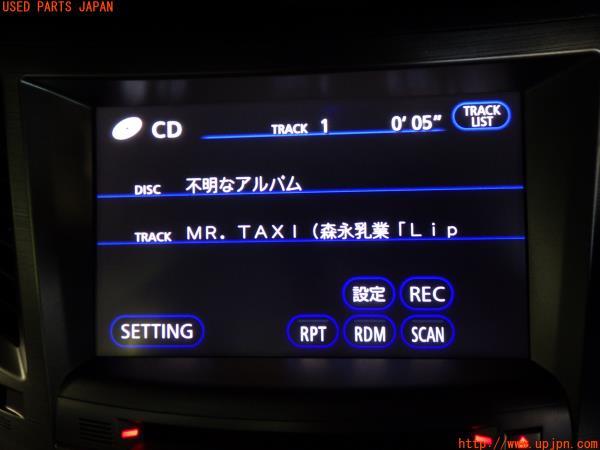 USED PARTS JAPAN
CD
TRACK 1
0' 05"
TRACK LIST
DISC 不明なアルバム
TRACK MR. TAXI (森永乳業「Lip
設定 REC
SETTING RPT RDM SCAN
http://www.upjpn.com/